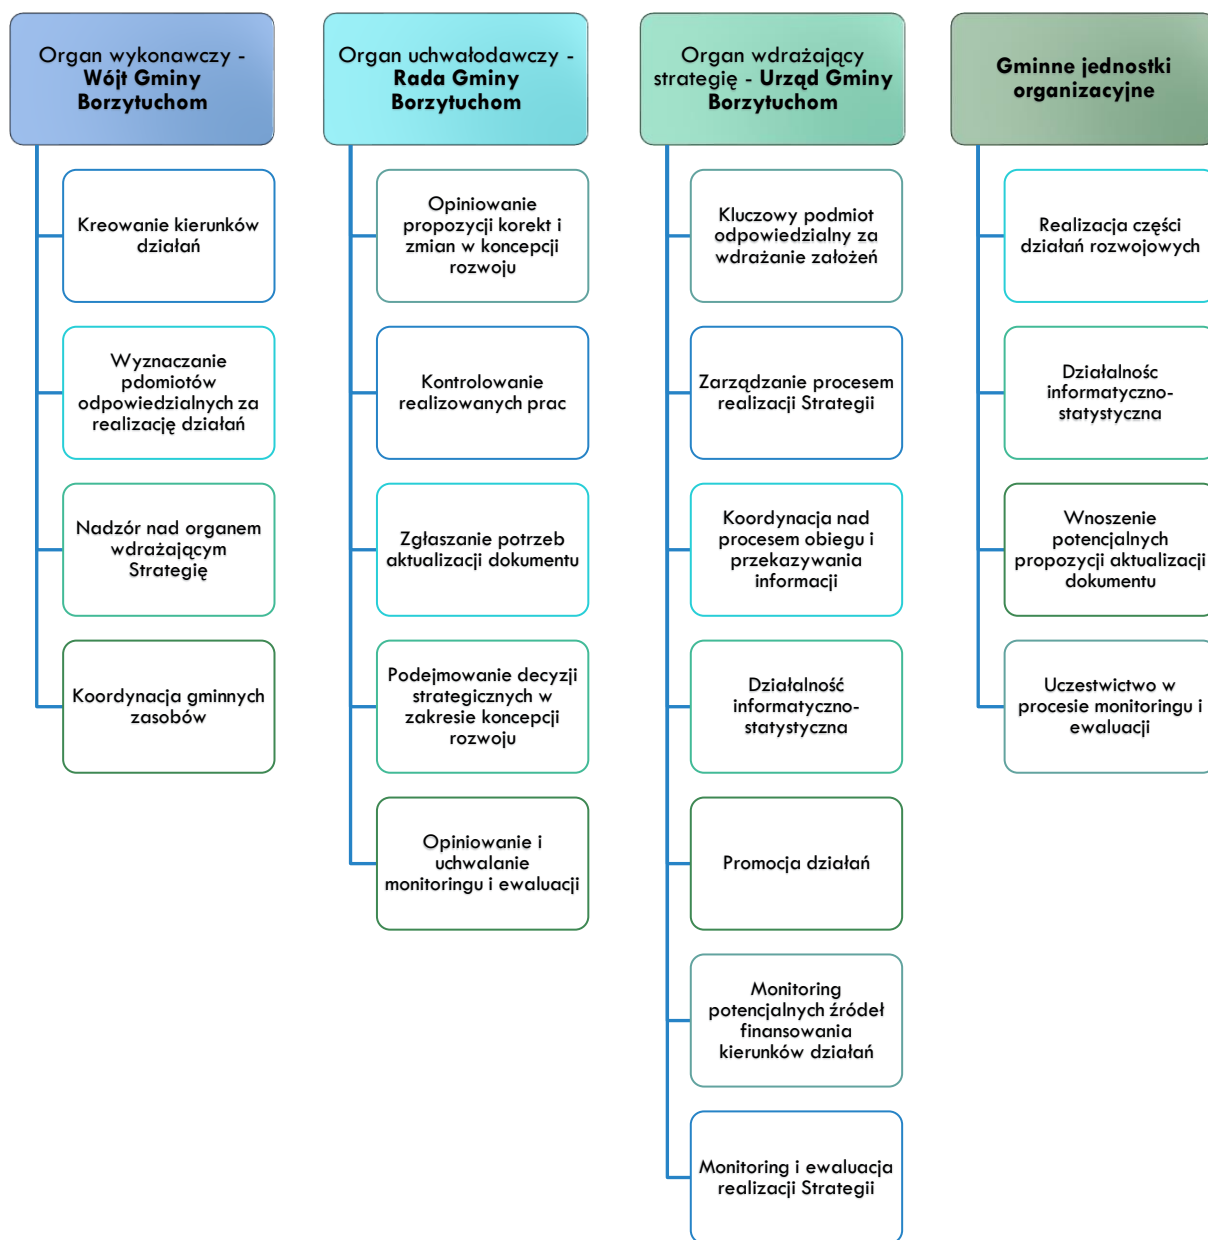 Organ wykonawczy -
Wójt Gminy
Borzytuchom
Kreowanie kierunków
działań
Wyznaczanie
pdomiotów
odpowiedzialnych za
realizację działań
Nadzór nad organem
wdrażającym
Strategię
Koordynacja gminnych
zasobów
Organ uchwałodawczy -
Rada Gminy
Borzytuchom
Opiniowanie
propozycji korekt i
zmian w koncepcji
rozwoju
Kontrolowanie
realizowanych prac
Zgłaszanie potrzeb
aktualizacji dokumentu
Podejmowanie decyzji
strategicznych w
zakresie koncepcji
rozwoju
Opiniowanie i
uchwalanie
monitoringu i ewaluacji
Organ wdrażający
strategię - Urząd Gminy
Borzytuchom
Kluczowy podmiot
odpowiedzialny za
wdrażanie założeń
Zarządzanie procesem
realizacji Strategii
Koordynacja nad
procesem obiegu i
przekazywania
informacji
Działalność
informatyczno-
statystyczna
Promocja działań
Monitoring
potencjalnych źródeł
finansowania
kierunków działań
Monitoring i ewaluacja
realizacji Strategii
Gminne jednostki
organizacyjne
Realizacja części
działań rozwojowych
Działalnośc
informatyczno-
statystyczna
Wnoszenie
potencjalnych
propozycji aktualizacji
dokumentu
Uczestwictwo w
procesie monitoringu i
ewaluacji